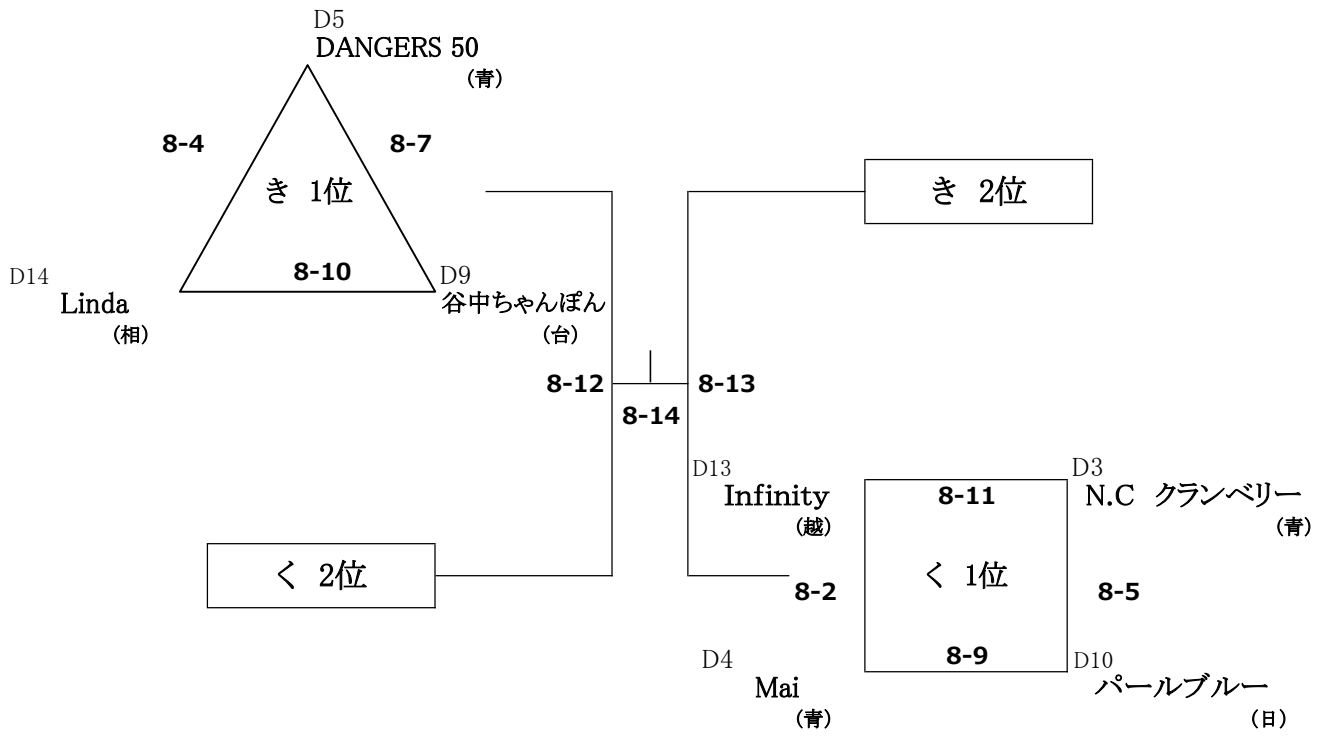 D5
DANGERS 50
(青)
8-4
8-7
き 1位
き 2位
8-10
D14
D9
Linda
谷中ちゃんぽん
(相)
(台)
8-12
8-13
8-14
D13
D3
Infinity
8-11
N.C クランベリー
(越)
(青)
く 2位
く 1位
8-2
8-5
D4
8-9
D10
Mai
パールブルー
(青)
(日)